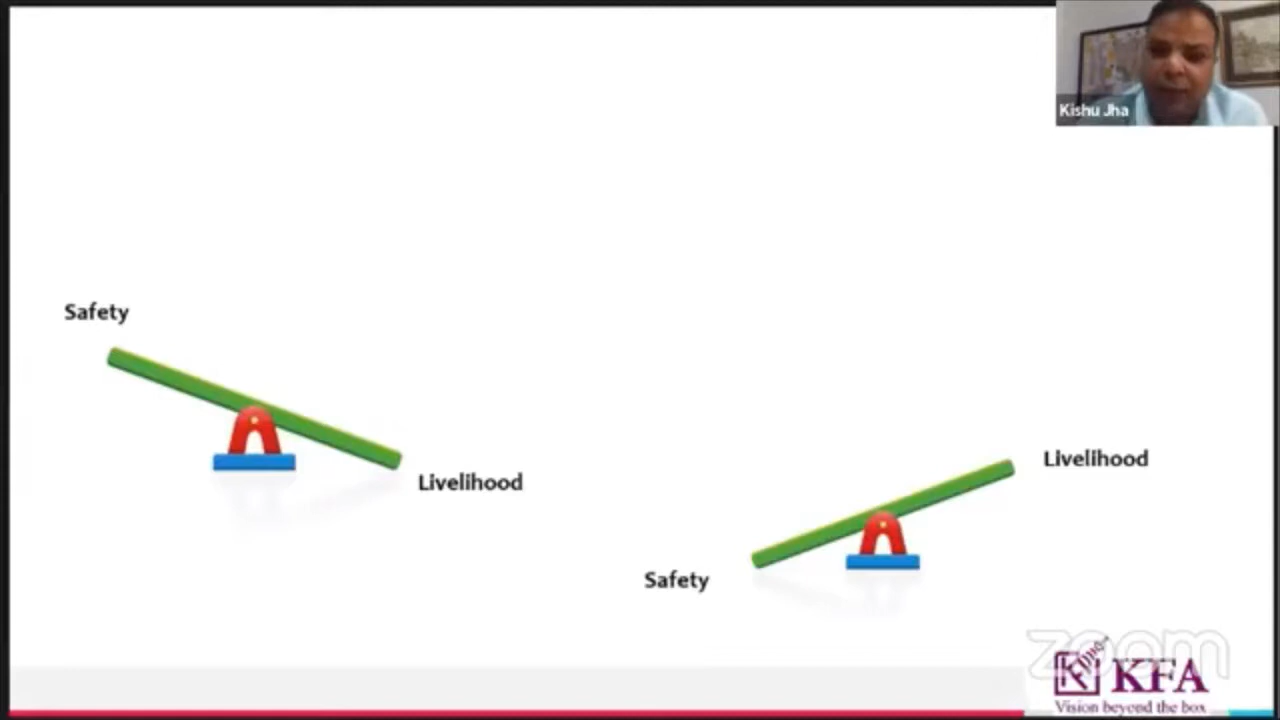 Kishu Jha
Safety
Livelihood
Livelihood
Safety
zoom
KFA
Vision beyond the box